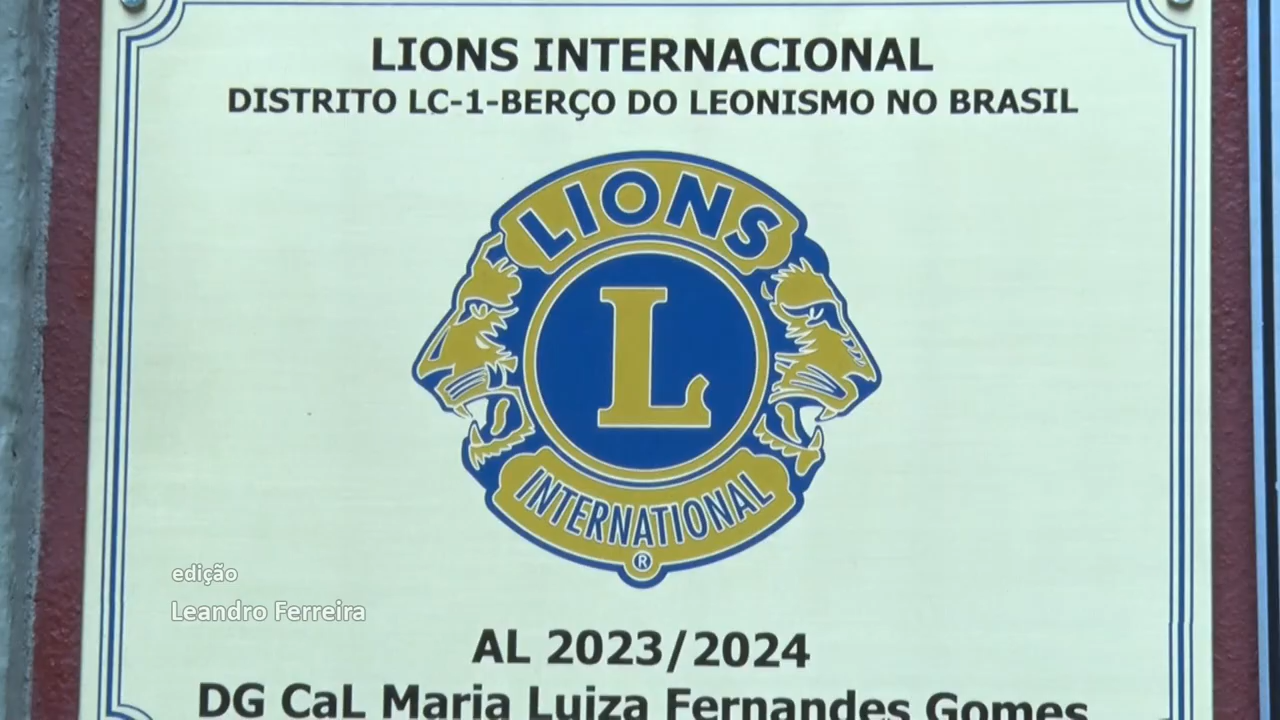 LIONS INTERNACIONAL
DISTRITO LC-1-BERÇO DO LEONISMO NO BRASIL
LIONS
L
INTERNATIONAL
®
edição
Leandro Ferreira
AL 2023/2024
DG CaL Maria Luiza Fernandes Gomes